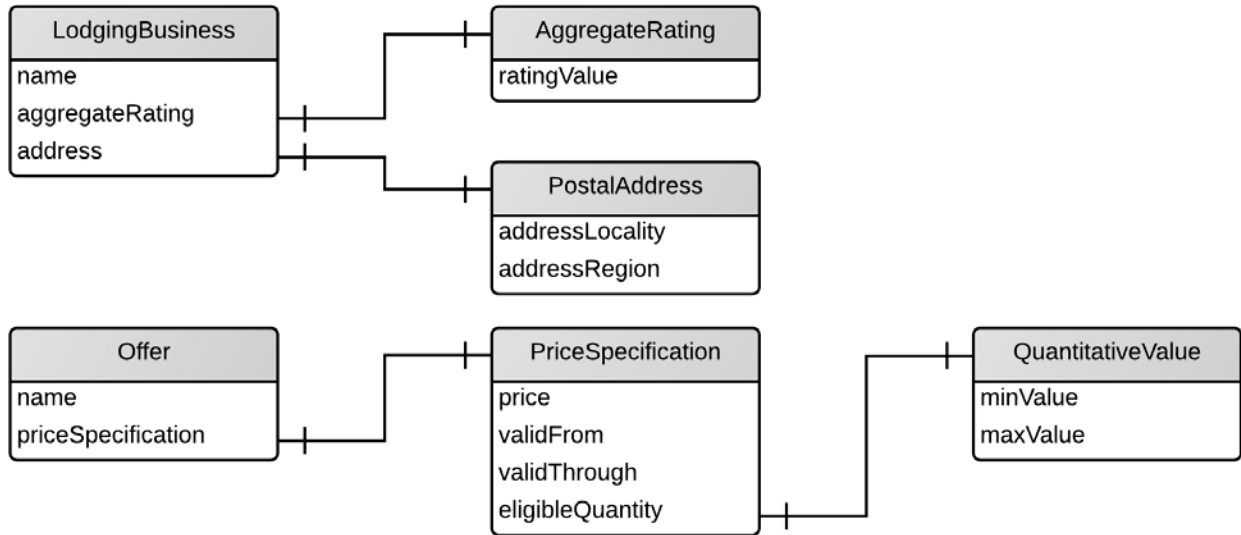 LodgingBusiness
name
aggregateRating
address
AggregateRating
ratingValue
PostalAddress
addressLocality
addressRegion
Offer
name
priceSpecification
PriceSpecification
price
validFrom
validThrough
eligibleQuantity
QuantitativeValue
minValue
maxValue